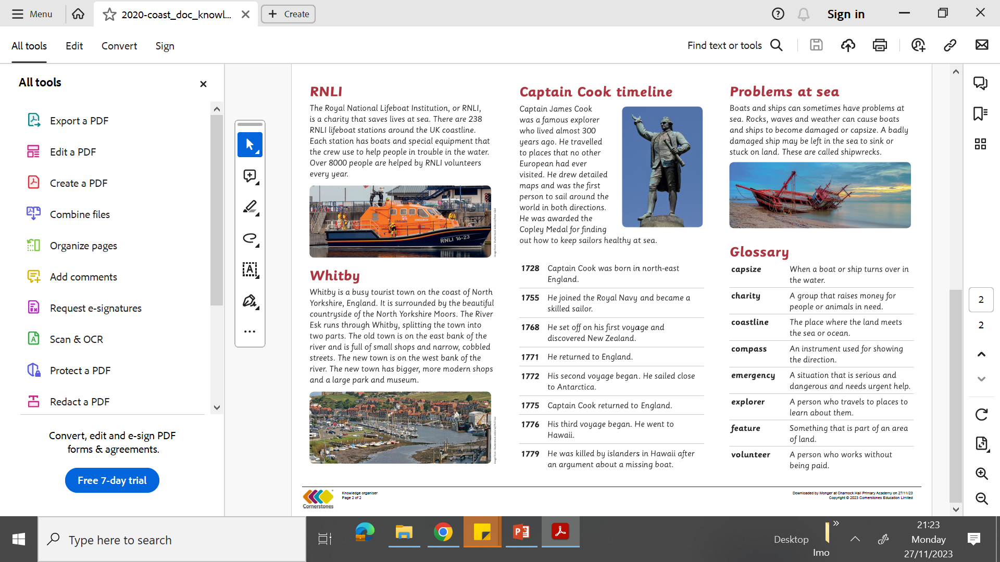 Menu
2020-coast_doc_knowl...
Create
Sign in
All tools
Edit
Convert
Sign
Find text or tools
All tools
Export a PDF
Edit a PDF
Create a PDF
Combine files
Organize pages
Add comments
Request e-signatures
Scan & OCR
Protect a PDF
Redact a PDF
Convert, edit and e-sign PDF
forms & agreements.
Free 7-day trial
RNLI
The Royal National Lifeboat Institution, or RNLI,
is a charity that saves lives at sea. There are 238
RNLI lifeboat stations around the UK coastline.
Each station has boats and special equipment that
the crew use to help people in trouble in the water.
Over 8000 people are helped by RNLI volunteers
every year.
Lifeboats
RNLI 16-23
Whitby
Whitby is a busy tourist town on the coast of North
Yorkshire, England. It is surrounded by the beautiful
countryside of the North Yorkshire Moors. The River
Esk runs through Whitby, splitting the town into
two parts. The old town is on the east bank of the
river and is full of small shops and narrow, cobbled
streets. The new town is on the west bank of the
river. The new town has bigger, more modern shops
and a large park and museum.
Captain Cook timeline
Captain James Cook
was a famous explorer
who lived almost 300
years ago. He travelled
to places that no other
European had ever
visited. He drew detailed
maps and was the first
person to sail around the
world in both directions.
He was awarded the
Copley Medal for finding
out how to keep sailors healthy at sea.
1728 Captain Cook was born in north-east
England.
1755 He joined the Royal Navy and became a
skilled sailor.
1768 He set off on his first voyage and
discovered New Zealand.
1771 He returned to England.
1772 His second voyage began. He sailed close
to Antarctica.
1775 Captain Cook returned to England.
1776 His third voyage began. He went to
Hawaii.
1779 He was killed by islanders in Hawaii after
an argument about a missing boat.
Problems at sea
Boats and ships can sometimes have problems at
sea. Rocks, waves and weather can cause boats
and ships to become damaged or capsize. A badly
damaged ship may be left in the sea to sink or
stuck on land. These are called shipwrecks.
Glossary
capsize When a boat or ship turns over in
the water.
charity A group that raises money for
people or animals in need.
coastline The place where the land meets
the sea or ocean.
compass An instrument used for showing
the direction.
emergency A situation that is serious and
dangerous and needs urgent help.
explorer A person who travels to places to
learn about them.
feature Something that is part of an area
of land.
volunteer A person who works without
being paid.
Cornerstones
Knowledge organiser
Page 2 of 2
Downloaded by Monger at Charnock Hall Primary Academy on 27/11/23
Copyright © 2023 Cornerstones Education Limited
2
2
Type here to search
Desktop
Imo
21:23
Monday
27/11/2023